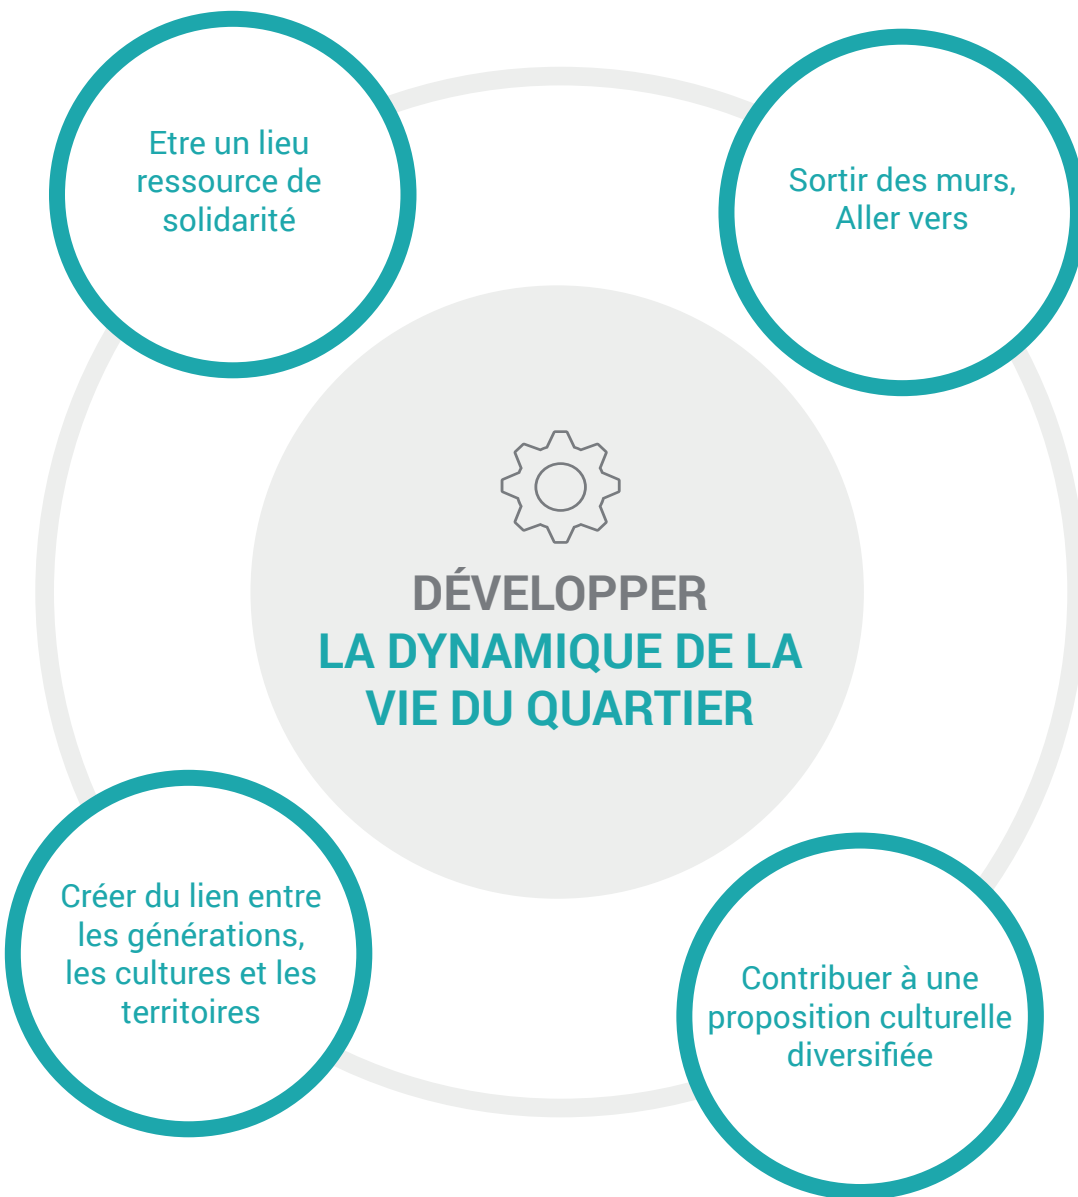 Etre un lieu
ressource de
solidarité
Sortir des murs,
Aller vers
DÉVELOPPER
LA DYNAMIQUE DE LA
VIE DU QUARTIER
Créer du lien entre
les générations,
les cultures et les
territoires
Contribuer à une
proposition culturelle
diversifiée